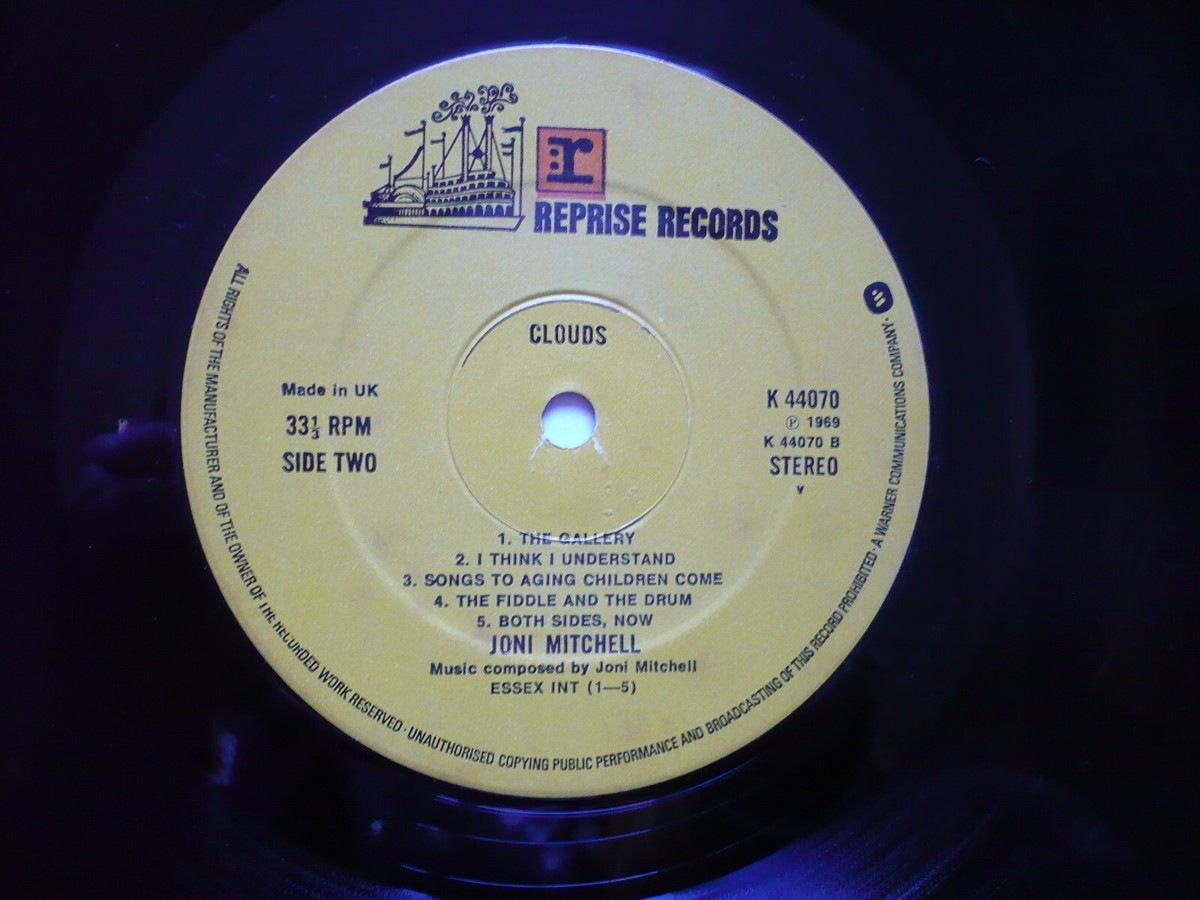 r
REPRISE RECORDS
CLOUDS
Made in UK
33⅓ RPM
SIDE TWO
K 44070
Ⓟ 1969
K 44070 B
STEREO
v
1. THE GALLERY
2. I THINK I UNDERSTAND
3. SONGS TO AGING CHILDREN COME
4. THE FIDDLE AND THE DRUM
5. BOTH SIDES, NOW
JONI MITCHELL
Music composed by Joni Mitchell
ESSEX INT (1—5)
ALL RIGHTS OF THE MANUFACTURER AND OF THE OWNER OF THE RECORDED WORK RESERVED · UNAUTHORISED COPYING PUBLIC PERFORMANCE AND BROADCASTING OF THIS RECORD PROHIBITED · A WARNER COMMUNICATIONS COMPANY ·